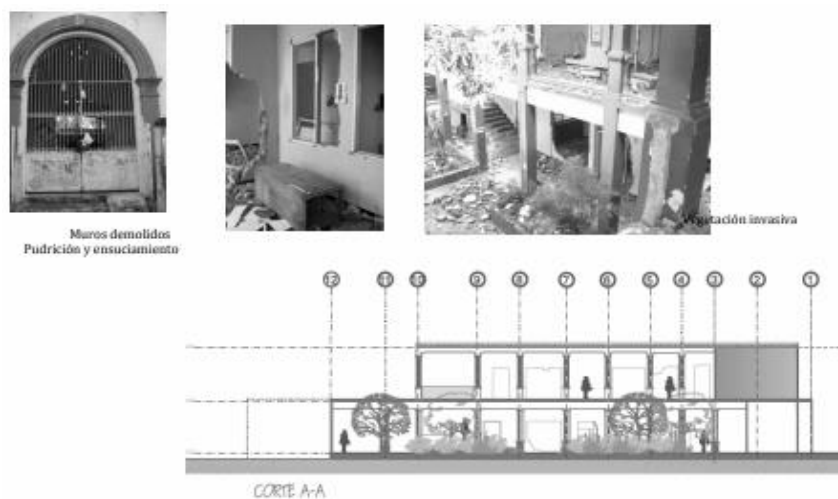 Muros demolidos
Pudrición y ensuciamiento
Vegetación invasiva
12 11 10 9 8 7 6 5 4 3 2 1
CORTE A-A